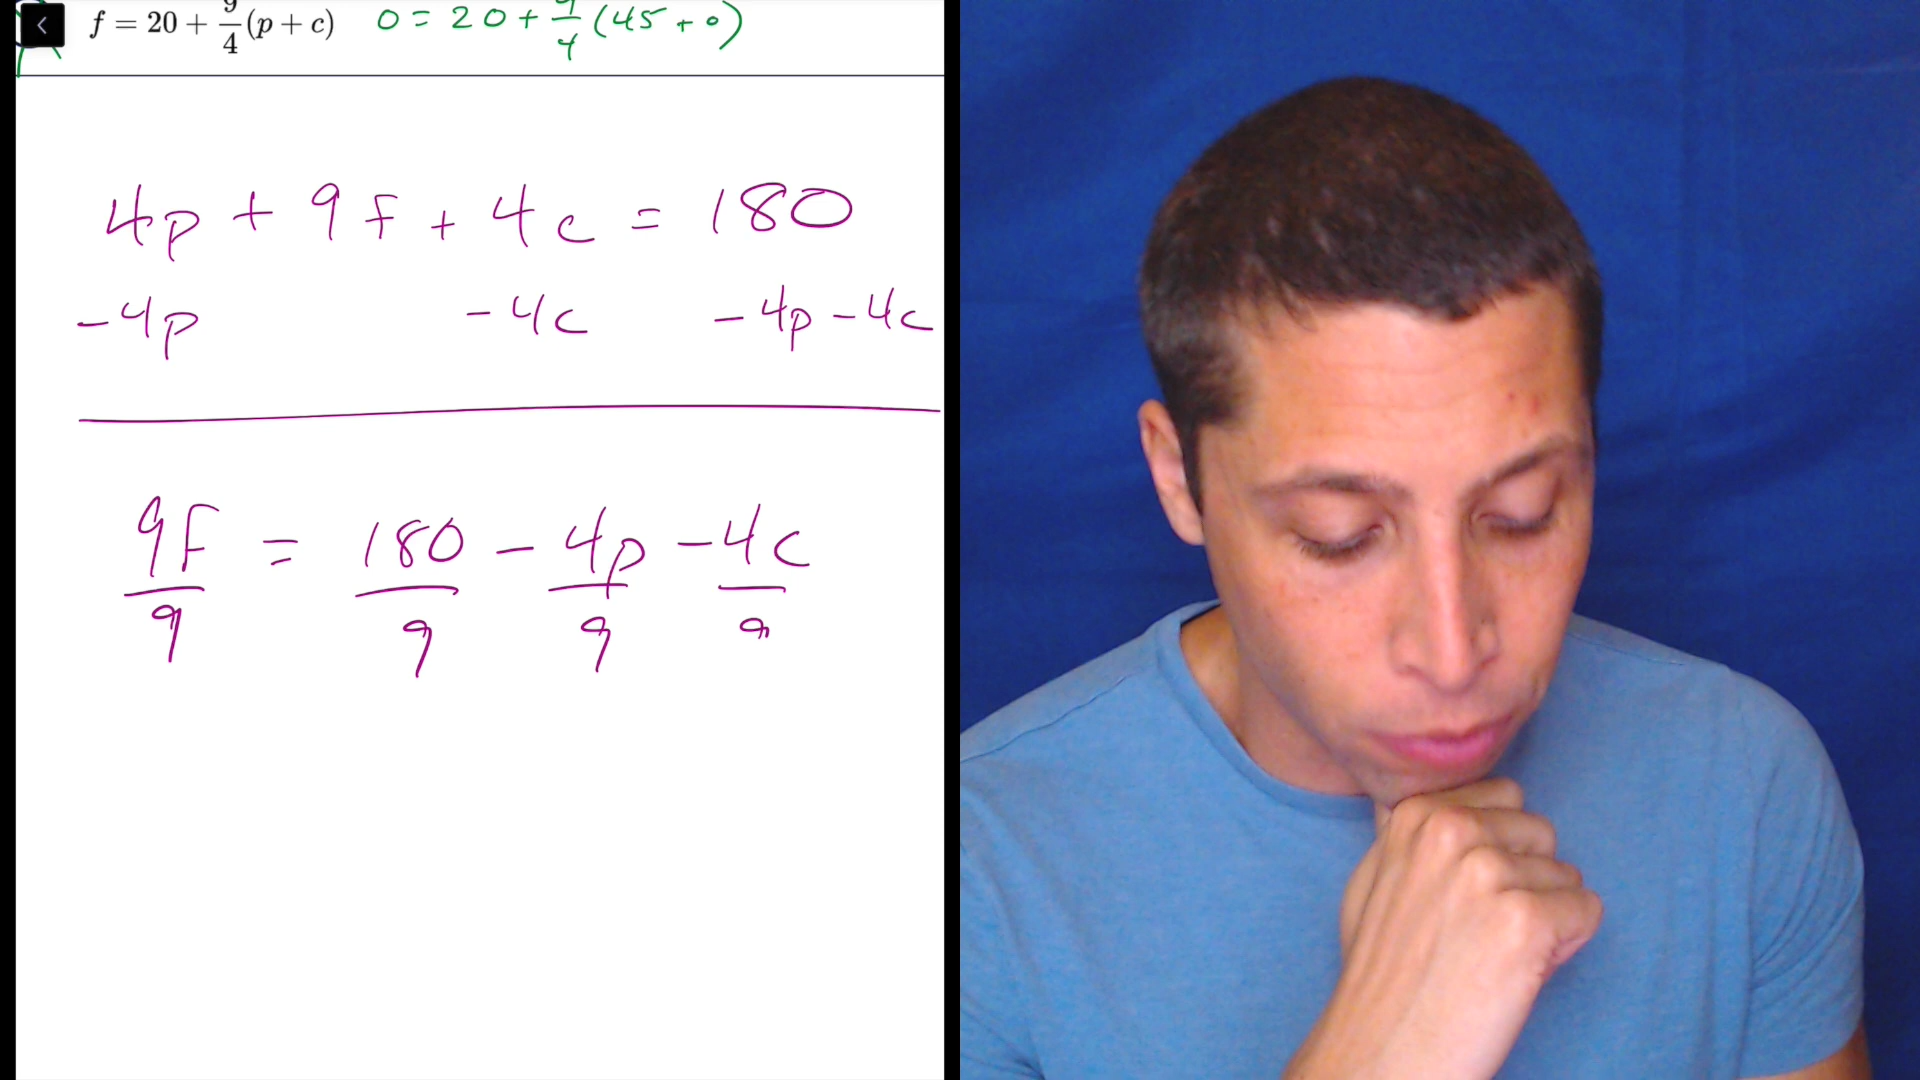 f = 20 + 9/4 (p + c) 0 = 20 + 9/4 (45 + 0)
4p + 9f + 4c = 180
-4p -4c -4p -4c
9f/9 = 180/9 - 4p/9 - 4c/9